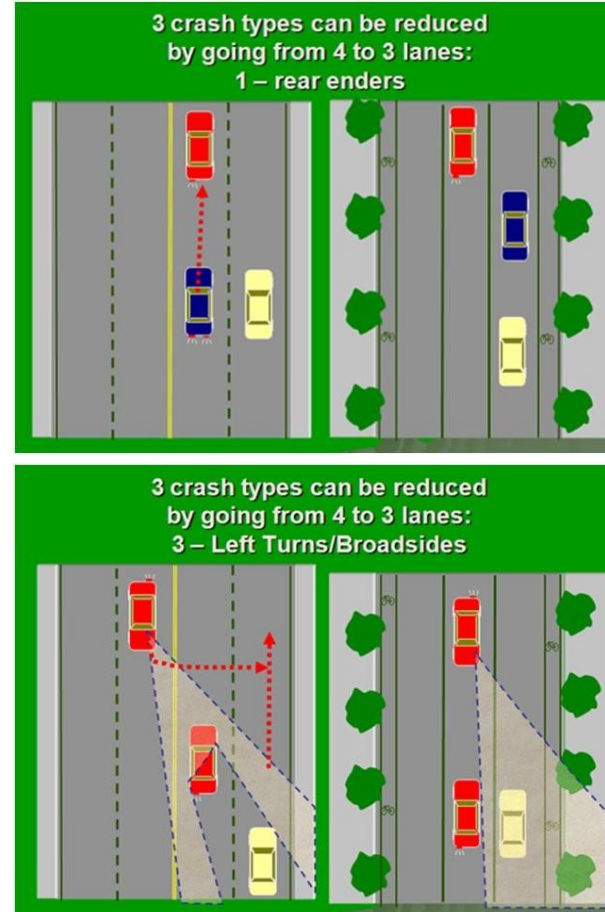 3 crash types can be reduced
by going from 4 to 3 lanes:
1 – rear enders
3 crash types can be reduced
by going from 4 to 3 lanes:
3 – Left Turns/Broadsides